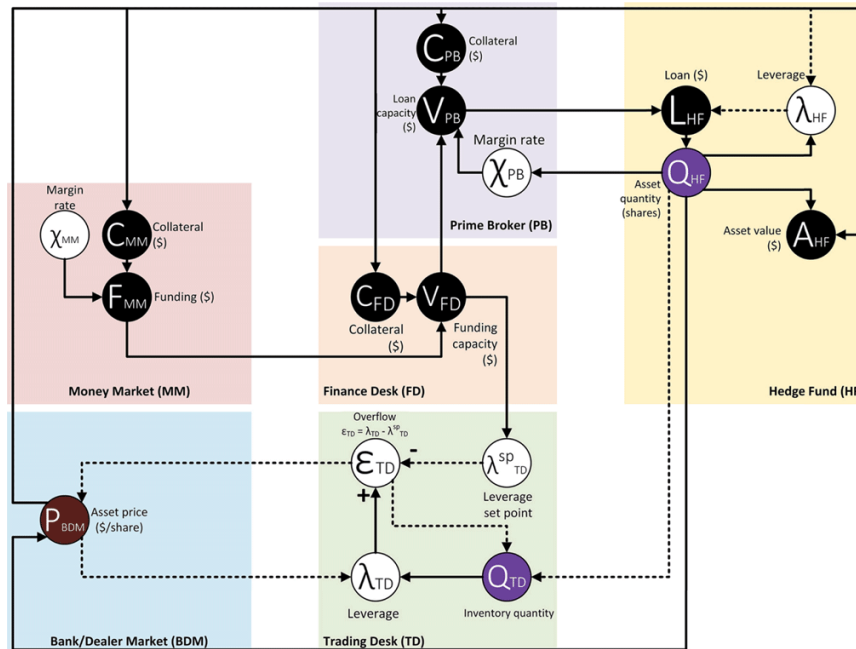 C PB
Collateral
($)
Loan
capacity
($)
V PB
Margin rate
χ PB
Prime Broker (PB)
Loan ($)
L HF
Leverage
λ HF
Q HF
Asset
quantity
(shares)
Asset value
($)
A HF
Hedge Fund (HF
Margin
rate
χ MM
C MM
Collateral
($)
F MM
Funding ($)
Money Market (MM)
C FD
Collateral
($)
V FD
Funding
capacity
($)
Finance Desk (FD)
Overflow
ε TD = λ TD - λ sp TD
ε TD
-
+
λ sp TD
Leverage
set point
P BDM
Asset price
($/share)
λ TD
Leverage
Q TD
Inventory quantity
Bank/Dealer Market (BDM)
Trading Desk (TD)